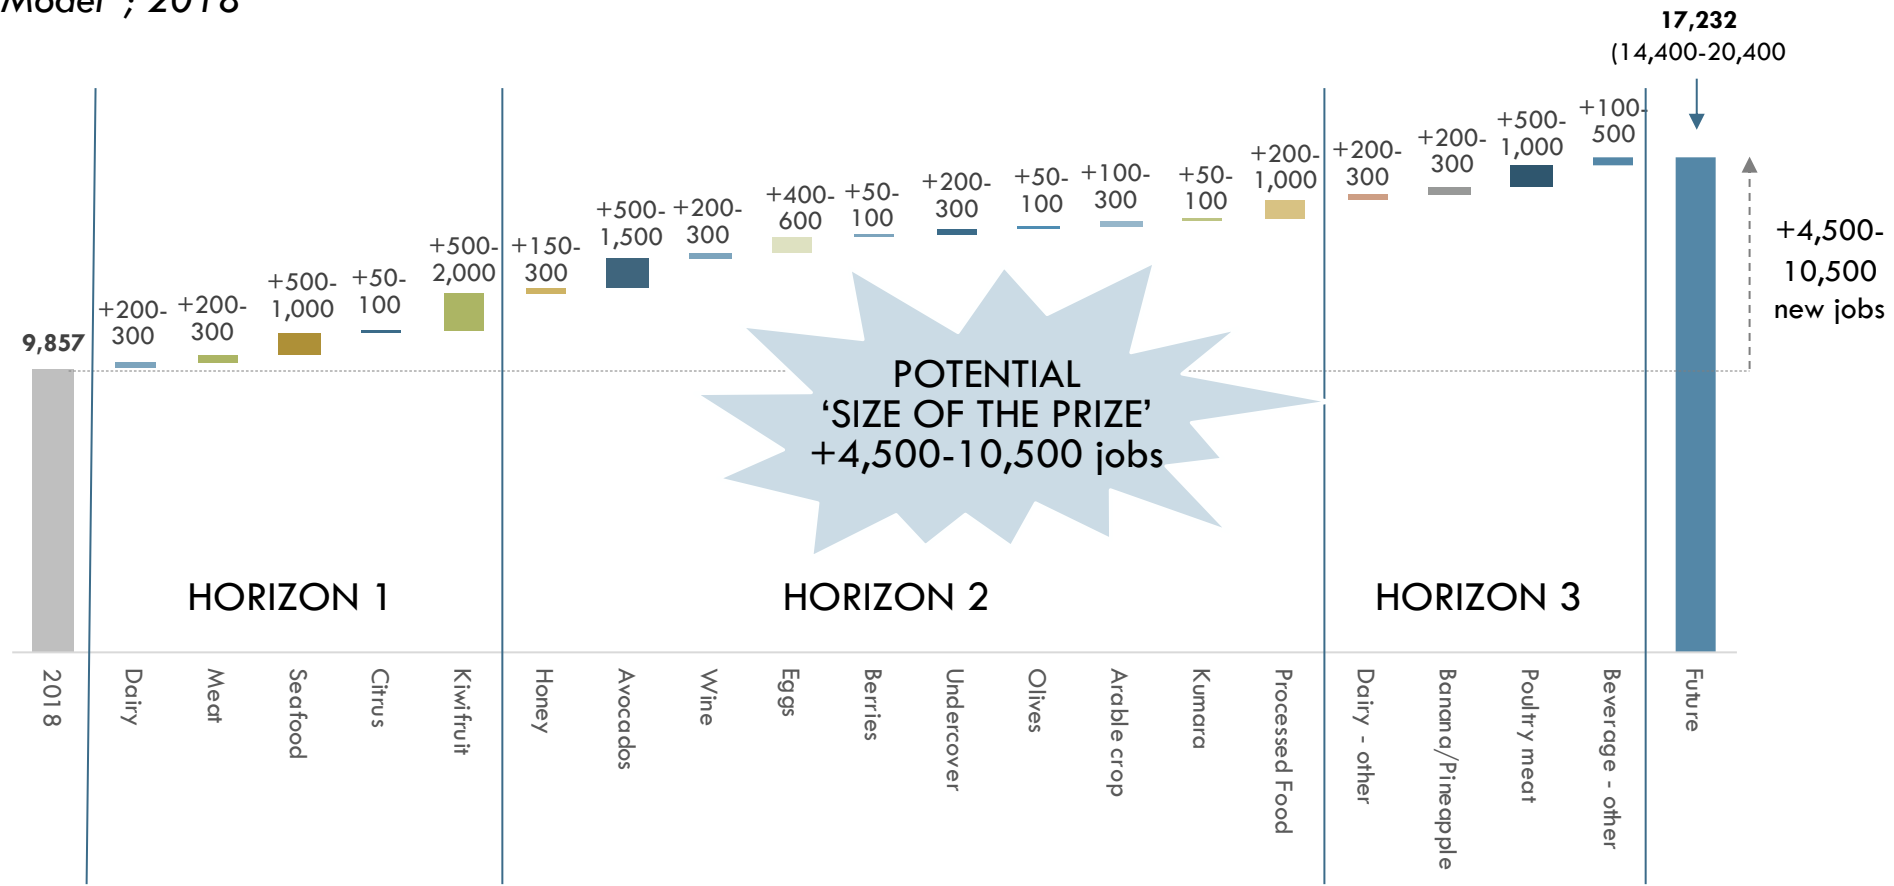 Model"; 2018
17,232
(14,400-20,400
9,857
+200-
300
+200-
300
+500-
1,000
+50-
100
+500-
2,000
+150-
300
+500-
1,500
+200-
300
+400-
600
+50-
100
+200-
300
+50-
100
+100-
300
+50-
100
+200-
1,000
+200-
300
+200-
300
+500-
1,000
+100-
500
+4,500-
10,500
new jobs
POTENTIAL
‘SIZE OF THE PRIZE’
+4,500-10,500 jobs
HORIZON 1
HORIZON 2
HORIZON 3
2018
Dairy
Meat
Seafood
Citrus
Kiwifruit
Honey
Avocados
Wine
Eggs
Berries
Undercover
Olives
Arable crop
Kumara
Processed Food
Dairy - other
Banana/Pineapple
Poultry meat
Beverage - other
Future